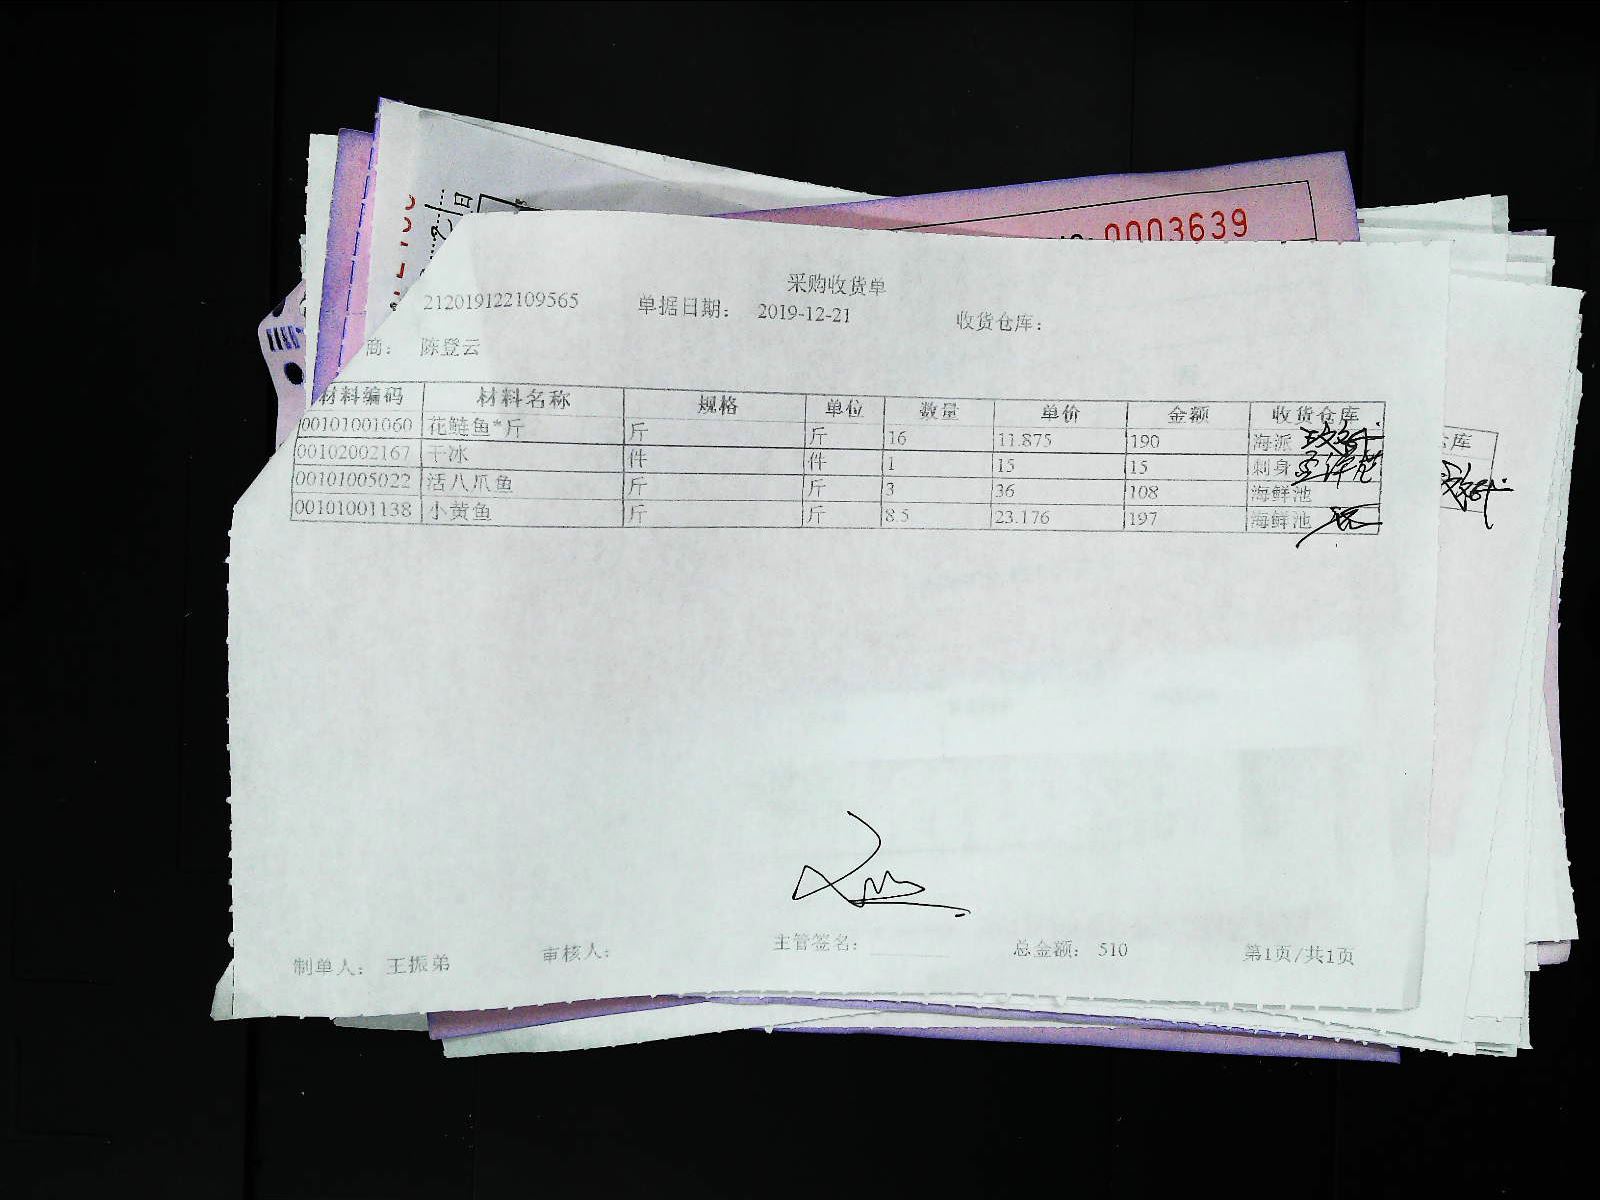 0003639
日
采购收货单
212019122109565 单据日期： 2019-12-21 收货仓库：
商： 陈登云
材料编码 材料名称 规格 单位 数量 单价 金额 收货仓库
00101001060 花鲢鱼*斤 斤 斤 16 11.875 190 海派
00102002167 干冰 件 件 1 15 15 刺身
00101005022 活八爪鱼 斤 斤 3 36 108 海鲜池
00101001138 小黄鱼 斤 斤 8.5 23.176 197 海鲜池
仓库
制单人： 王振弟 审核人： 主管签名： 总金额： 510 第1页/共1页